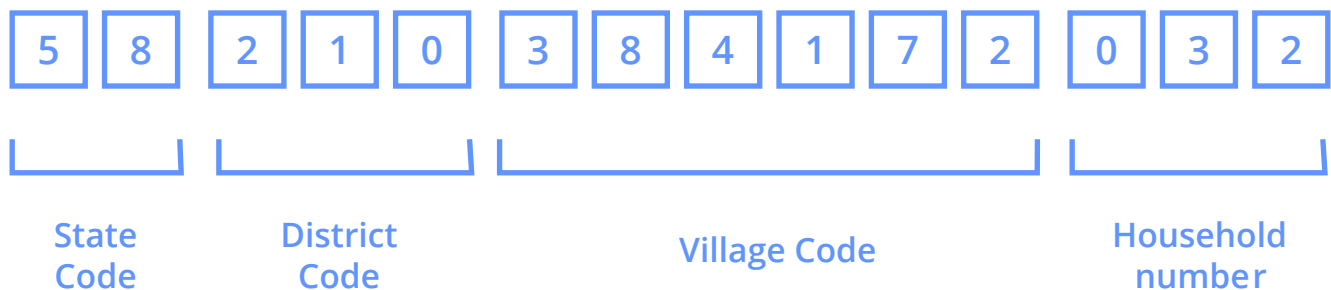 5 8 2 1 0 3 8 4 1 7 2 0 3 2
State
Code
District
Code
Village Code
Household
number